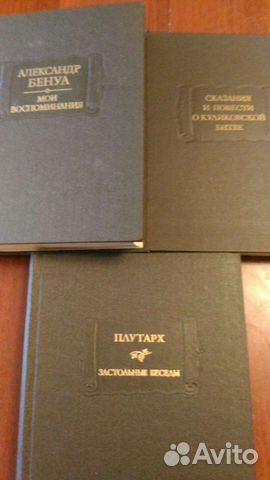 АЛЕКСАНДР
БЕНУА
МОИ
ВОСПОМИНАНИЯ
СКАЗАНИЯ
И ПОВЕСТИ
О КУЛИКОВСКОЙ
БИТВЕ
ПЛУТАРХ
ЗАСТОЛЬНЫЕ БЕСЕДЫ
Avito